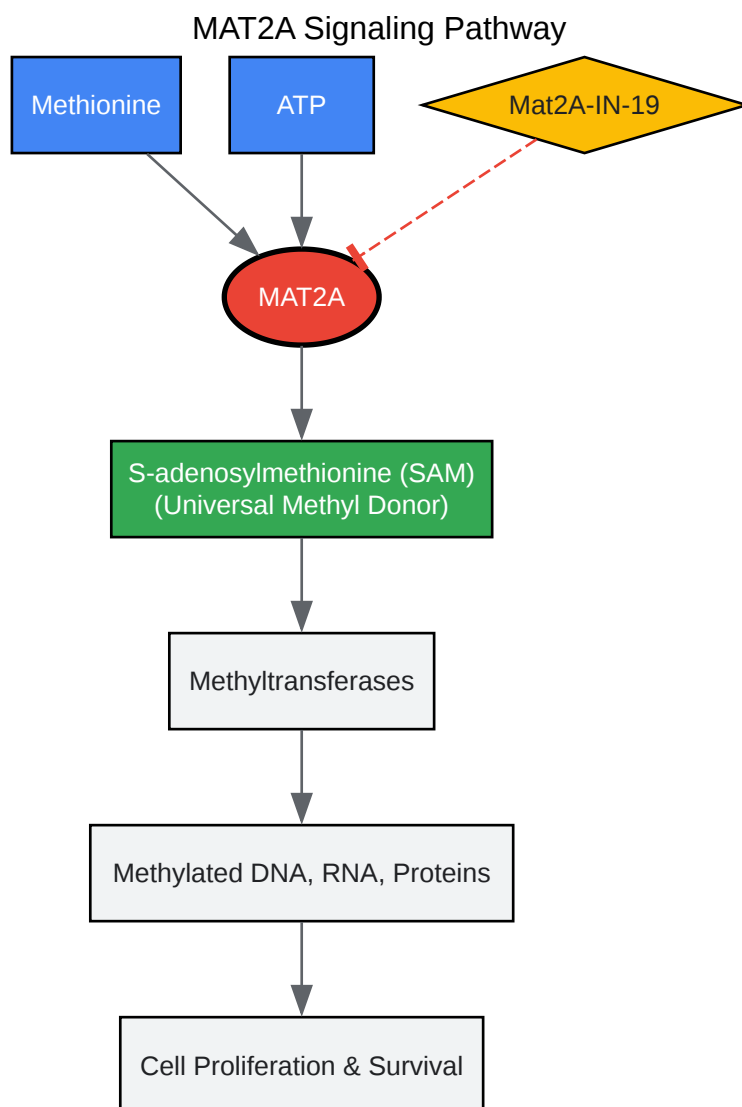 MAT2A Signaling Pathway
Methionine
ATP
Mat2A-IN-19
MAT2A
S-adenosylmethionine (SAM)
(Universal Methyl Donor)
Methyltransferases
Methylated DNA, RNA, Proteins
Cell Proliferation & Survival